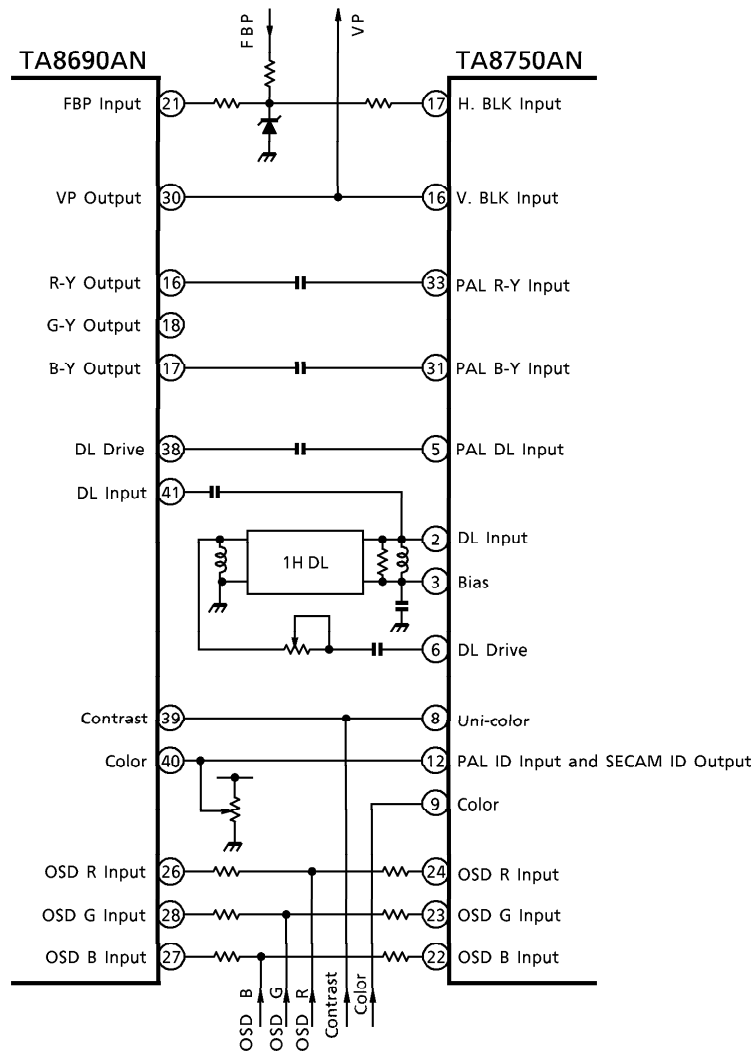 FBP
VP
TA8690AN
TA8750AN
FBP Input 21
17 H. BLK Input
VP Output 30
16 V. BLK Input
R-Y Output 16
33 PAL R-Y Input
G-Y Output 18
B-Y Output 17
31 PAL B-Y Input
DL Drive 38
5 PAL DL Input
DL Input 41
2 DL Input
1H DL
3 Bias
6 DL Drive
Contrast 39
8 Uni-color
Color 40
12 PAL ID Input and SECAM ID Output
9 Color
OSD R Input 26
24 OSD R Input
OSD G Input 28
23 OSD G Input
OSD B Input 27
22 OSD B Input
OSD B
OSD G
OSD R
Contrast
Color